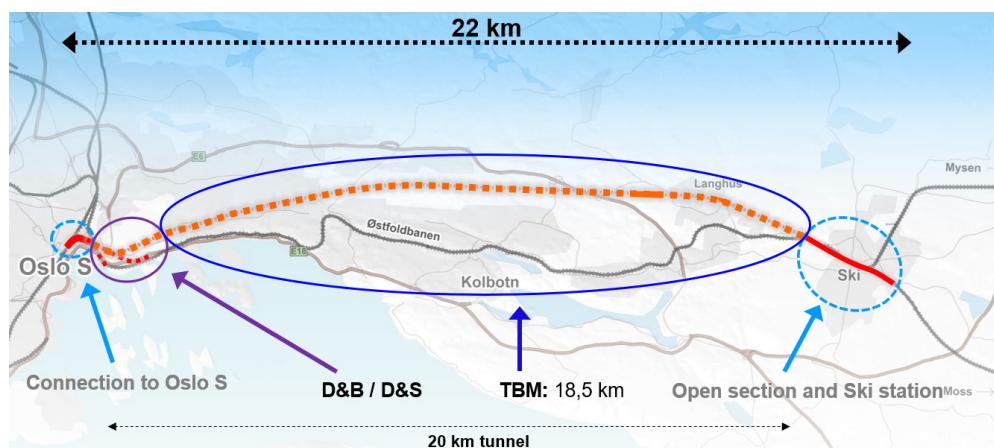 22 km
E6
Mysen
Langhus
Østfoldbanen
E18
Oslo S
Kolbotn
Ski
Connection to Oslo S
D&B / D&S
TBM: 18,5 km
Open section and Ski station
Moss
20 km tunnel